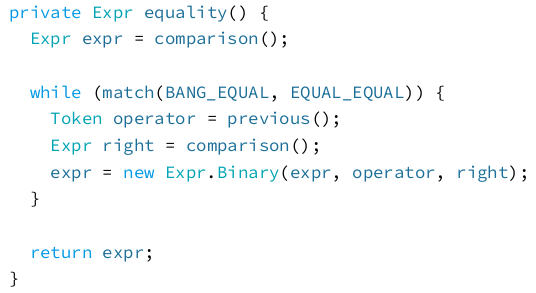 private Expr equality() {
  Expr expr = comparison();

  while (match(BANG_EQUAL, EQUAL_EQUAL)) {
    Token operator = previous();
    Expr right = comparison();
    expr = new Expr.Binary(expr, operator, right);
  }

  return expr;
}